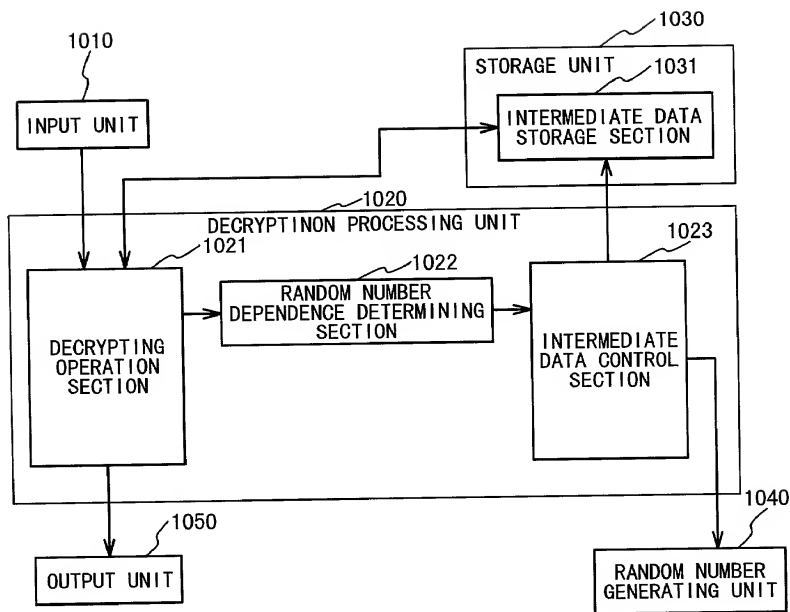 1030
1010
STORAGE UNIT
1031
INPUT UNIT
INTERMEDIATE DATA
STORAGE SECTION
1020
DECRYPTINON PROCESSING UNIT
1021
1022
1023
RANDOM NUMBER
DEPENDENCE DETERMINING
SECTION
DECRYPTING
OPERATION
SECTION
INTERMEDIATE
DATA CONTROL
SECTION
1050
1040
OUTPUT UNIT
RANDOM NUMBER
GENERATING UNIT